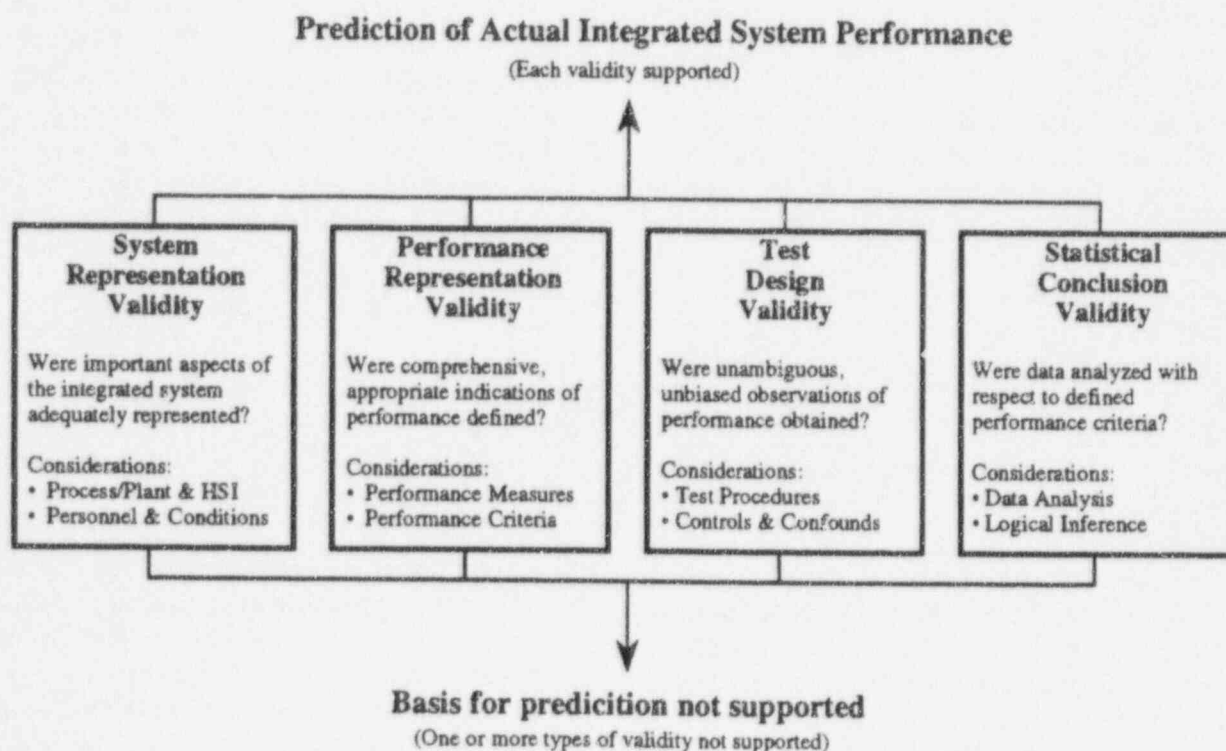 Prediction of Actual Integrated System Performance
(Each validity supported)
System
Representation
Validity
Were important aspects of
the integrated system
adequately represented?
Considerations:
• Process/Plant & HSI
• Personnel & Conditions
Performance
Representation
Validity
Were comprehensive,
appropriate indications of
performance defined?
Considerations:
• Performance Measures
• Performance Criteria
Test
Design
Validity
Were unambiguous,
unbiased observations of
performance obtained?
Considerations:
• Test Procedures
• Controls & Confounds
Statistical
Conclusion
Validity
Were data analyzed with
respect to defined
performance criteria?
Considerations:
• Data Analysis
• Logical Inference
Basis for predicition not supported
(One or more types of validity not supported)